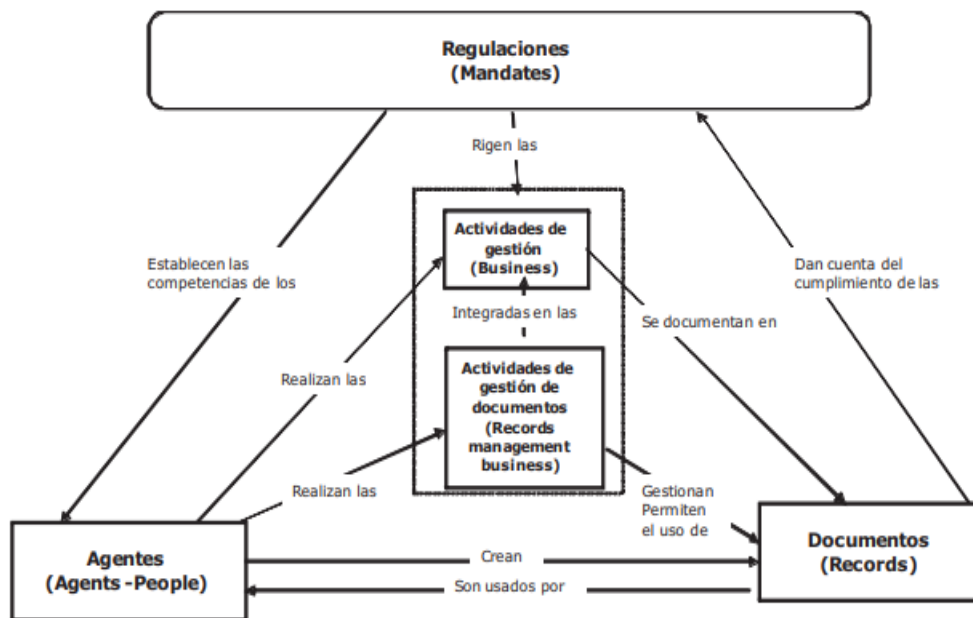 Regulaciones
(Mandates)
Rigen las
Actividades de
gestión
(Business)
Establecen las
competencias de los
Dan cuenta del
cumplimiento de las
Integradas en las
Se documentan en
Realizan las
Actividades de
gestión de
documentos
(Records
management
business)
Realizan las
Gestionan
Permiten
el uso de
Agentes
(Agents -People)
Crean
Son usados por
Documentos
(Records)